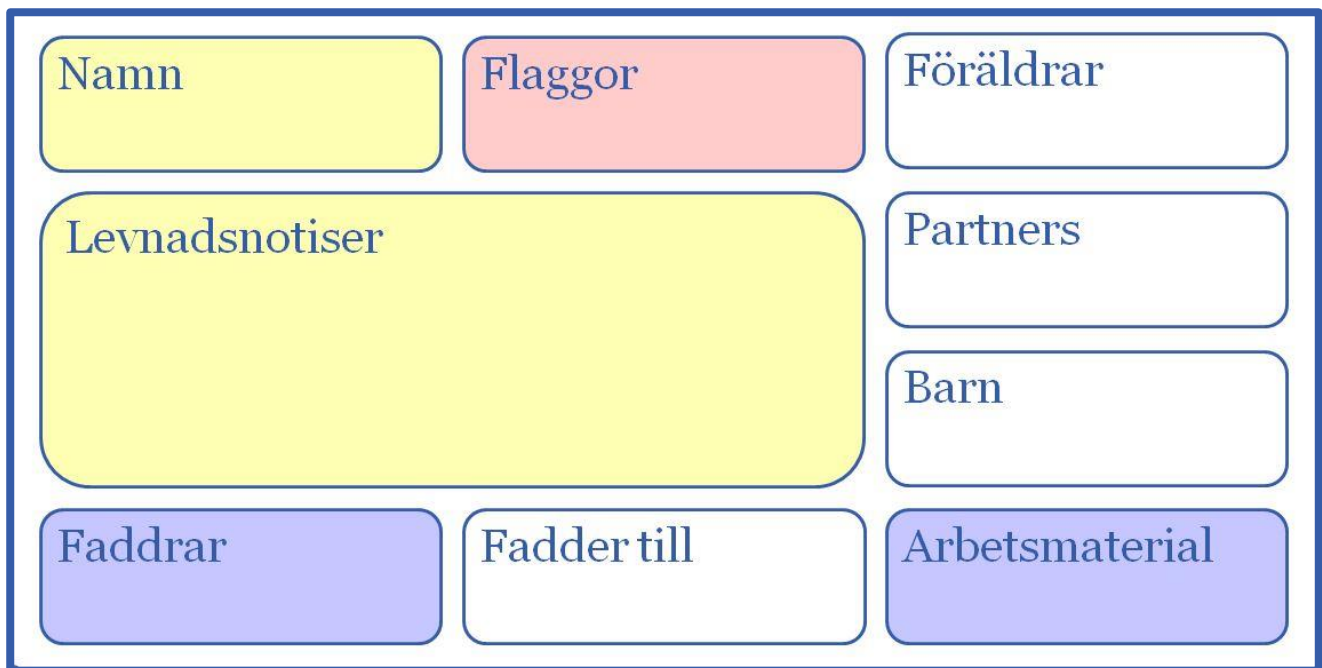 Namn
Flaggor
Föräldrar
Levnadsnotiser
Partners
Barn
Faddrar
Fadder till
Arbetsmaterial